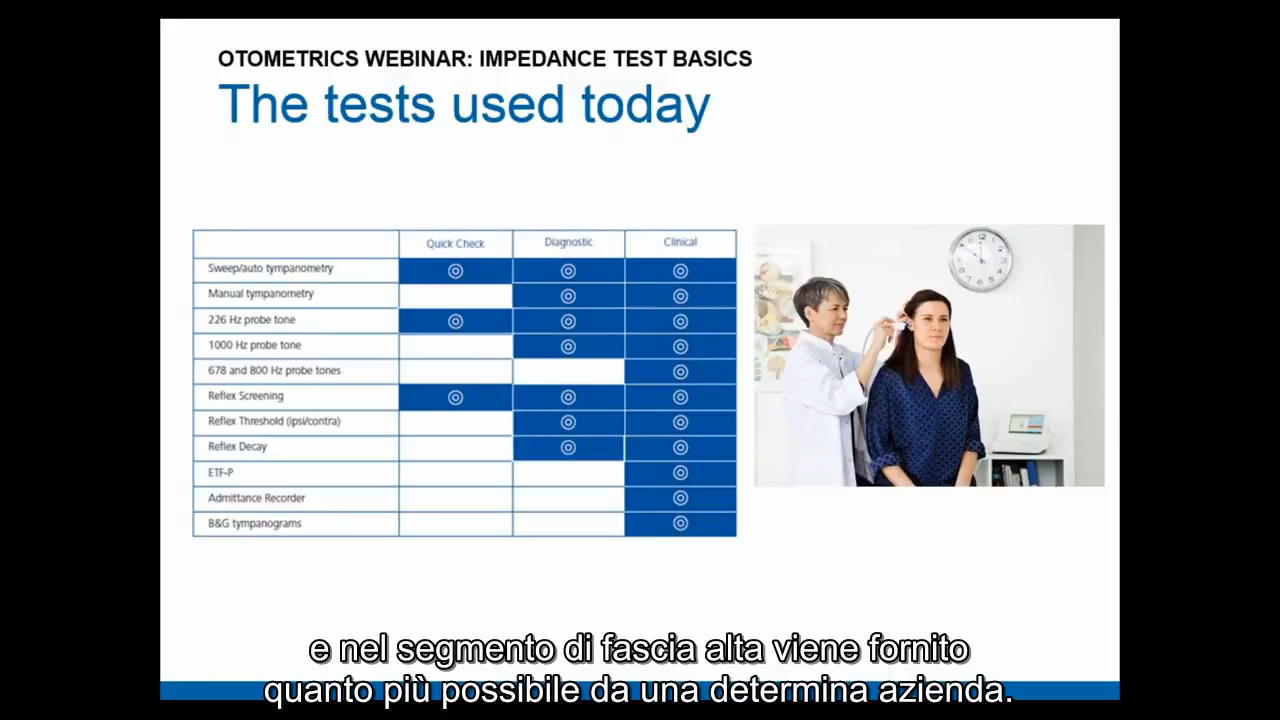 OTOMETRICS WEBINAR: IMPEDANCE TEST BASICS
The tests used today
Quick Check Diagnostic Clinical
Sweep/auto tympanometry
Manual tympanometry
226 Hz probe tone
1000 Hz probe tone
678 and 800 Hz probe tones
Reflex Screening
Reflex Threshold (ipsi/contra)
Reflex Decay
ETF-P
Admittance Recorder
B&G tympanograms
e nel segmento di fascia alta viene fornito
quanto più possibile da una determina azienda.